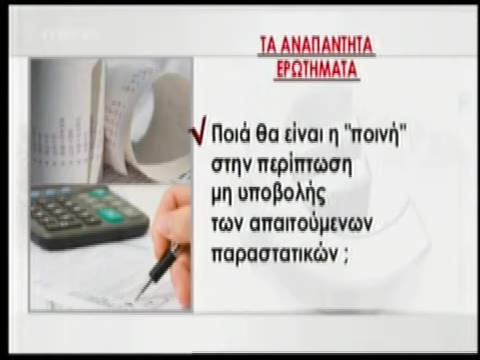 ΤΑ ΑΝΑΠΑΝΤΗΤΑ
ΕΡΩΤΗΜΑΤΑ
Ποιά θα είναι η "ποινή"
στην περίπτωση
μη υποβολής
των απαιτούμενων
παραστατικών ;